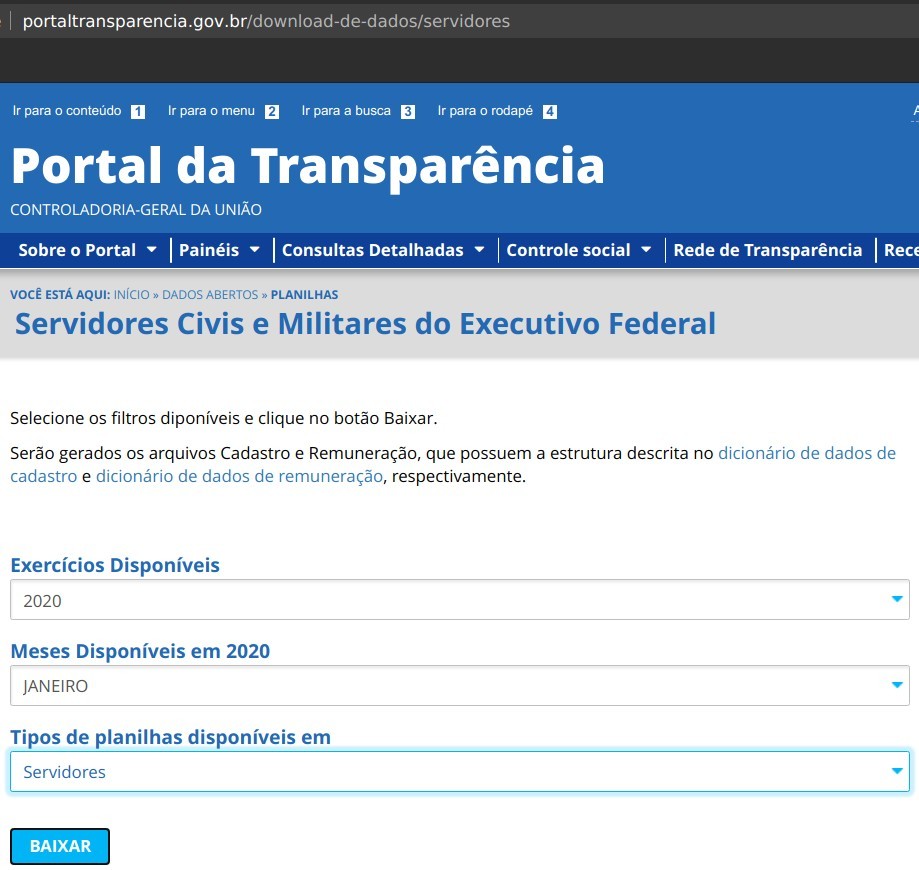 portaltransparencia.gov.br/download-de-dados/servidores
Ir para o conteúdo 1 Ir para o menu 2 Ir para a busca 3 Ir para o rodapé 4
Portal da Transparência
CONTROLADORIA-GERAL DA UNIÃO
Sobre o Portal Painéis Consultas Detalhadas Controle social Rede de Transparência
VOCÊ ESTÁ AQUI: INÍCIO » DADOS ABERTOS » PLANILHAS
Servidores Civis e Militares do Executivo Federal
Selecione os filtros diponíveis e clique no botão Baixar.
Serão gerados os arquivos Cadastro e Remuneração, que possuem a estrutura descrita no dicionário de dados de
cadastro e dicionário de dados de remuneração, respectivamente.
Exercícios Disponíveis
2020
Meses Disponíveis em 2020
JANEIRO
Tipos de planilhas disponíveis em
Servidores
BAIXAR